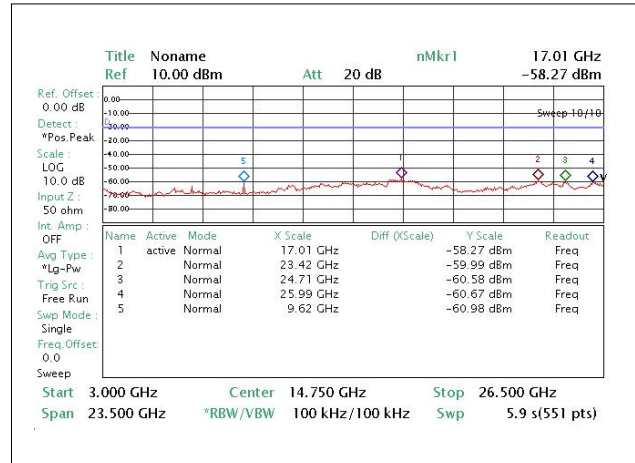 Title Noname nMkr1 17.01 GHz
Ref 10.00 dBm Att 20 dB -58.27 dBm
Ref. Offset :
0.00 dB
Detect :
*Pos.Peak
Scale :
LOG
10.0 dB
Input Z :
50 ohm
Int. Amp :
OFF
Avg Type :
*Lg-Pw
Trig Src :
Free Run
Swp Mode :
Single
Freq.Offset:
0.0
Sweep
0.00
-10.00
-20.00
-30.00
-40.00
-50.00
-60.00
-70.00
-80.00
Sweep 10/10
5 1 2 3 4
Name Active Mode X Scale Diff (XScale) Y Scale Readout
1 active Normal 17.01 GHz -58.27 dBm Freq
2 Normal 23.42 GHz -59.99 dBm Freq
3 Normal 24.71 GHz -60.58 dBm Freq
4 Normal 25.99 GHz -60.67 dBm Freq
5 Normal 9.62 GHz -60.98 dBm Freq
Start 3.000 GHz Center 14.750 GHz Stop 26.500 GHz
Span 23.500 GHz *RBW/VBW 100 kHz/100 kHz Swp 5.9 s(551 pts)